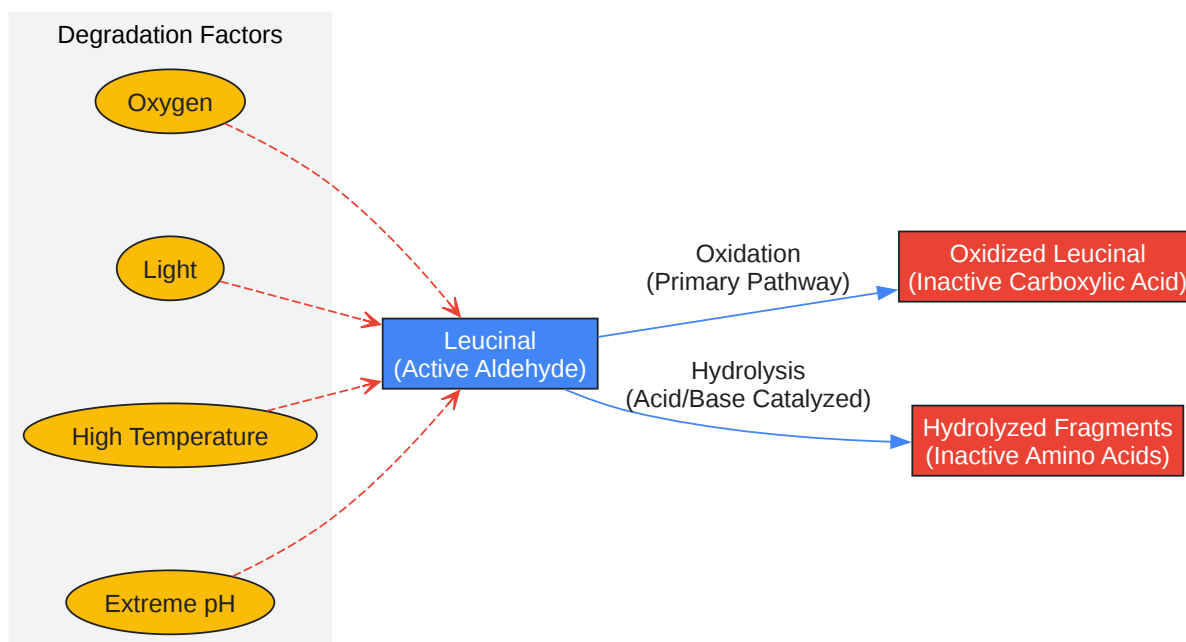 Degradation Factors
Oxygen
Light
High Temperature
Extreme pH
Leucinal
(Active Aldehyde)
Oxidation
(Primary Pathway)
Hydrolysis
(Acid/Base Catalyzed)
Oxidized Leucinal
(Inactive Carboxylic Acid)
Hydrolyzed Fragments
(Inactive Amino Acids)